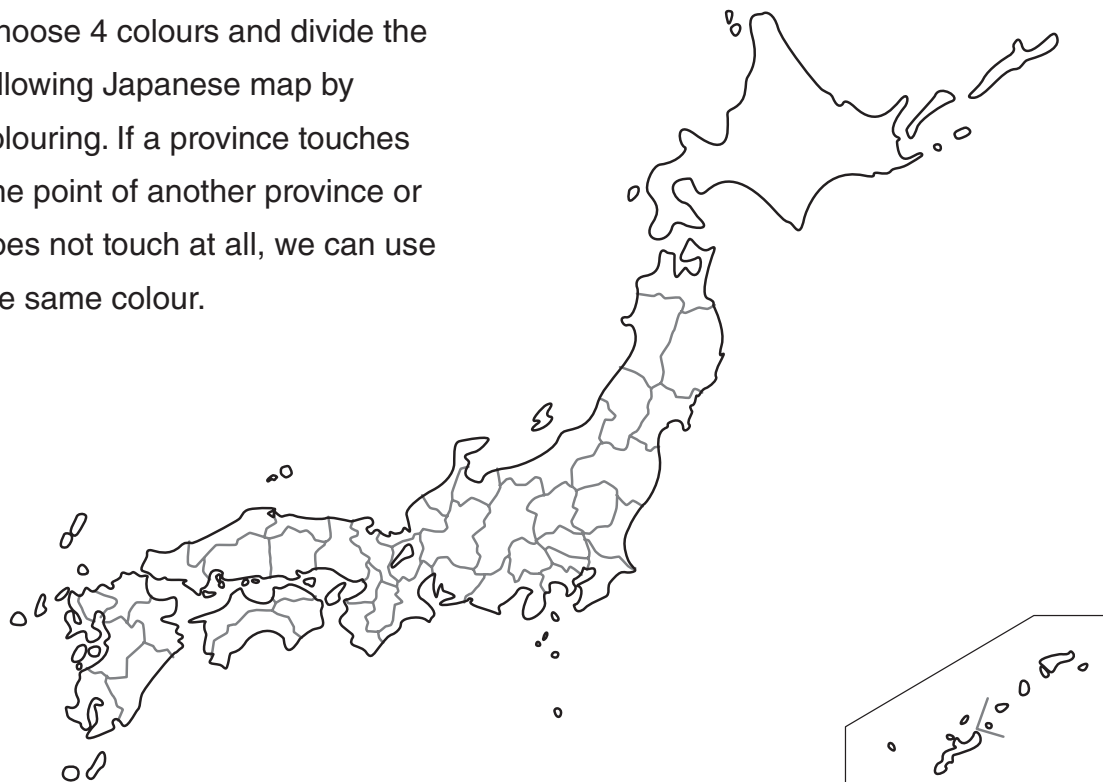 hoose 4 colours and divide the
llowing Japanese map by
olouring. If a province touches
ne point of another province or
oes not touch at all, we can use
e same colour.